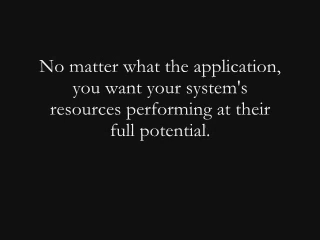 No matter what the application,
you want your system's
resources performing at their
full potential.